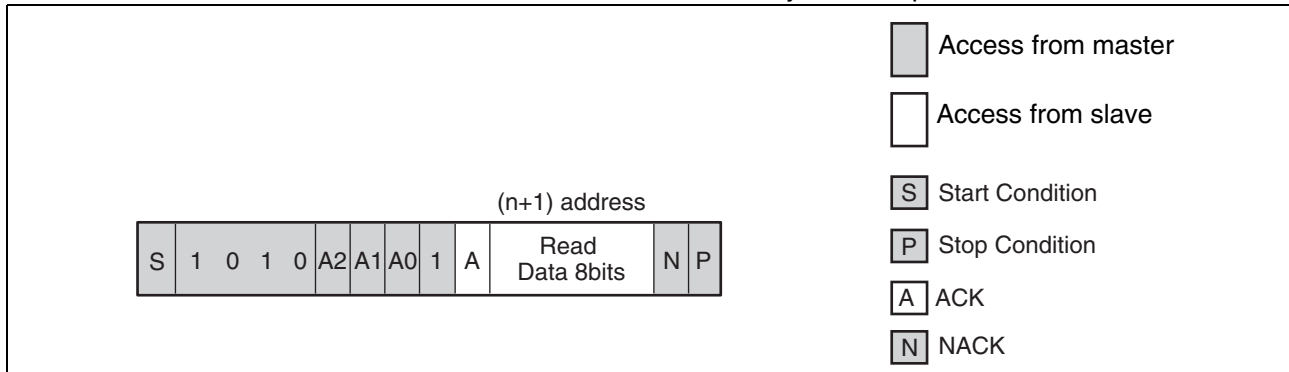 Access from master
Access from slave
(n+1) address
S 1 0 1 0 A2 A1 A0 1 A Read Data 8bits N P
S Start Condition
P Stop Condition
A ACK
N NACK